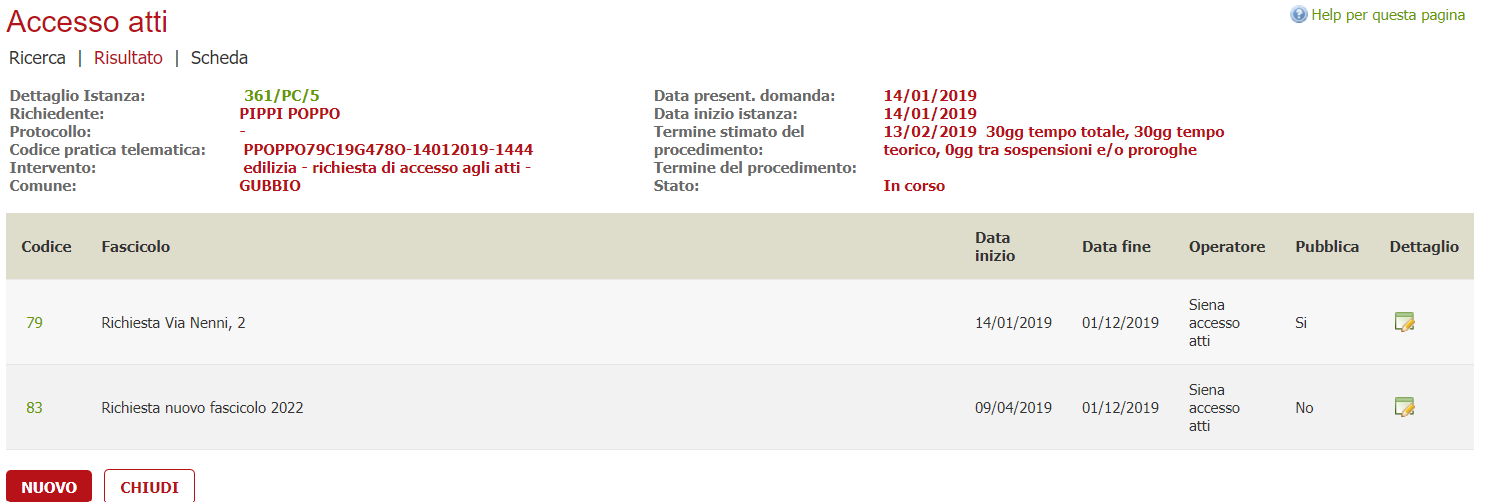 Accesso atti
Help per questa pagina
Ricerca | Risultato | Scheda
Dettaglio Istanza: 361/PC/5
Richiedente: PIPPI POPPO
Protocollo: -
Codice pratica telematica: PPOPPO79C19G478O-14012019-1444
Intervento: edilizia - richiesta di accesso agli atti -
Comune: GUBBIO
Data present. domanda: 14/01/2019
Data inizio istanza: 14/01/2019
Termine stimato del 13/02/2019 30gg tempo totale, 30gg tempo
procedimento: teorico, 0gg tra sospensioni e/o proroghe
Termine del procedimento:
Stato: In corso
Codice Fascicolo Data inizio Data fine Operatore Pubblica Dettaglio
79 Richiesta Via Nenni, 2 14/01/2019 01/12/2019 Siena accesso atti Si
83 Richiesta nuovo fascicolo 2022 09/04/2019 01/12/2019 Siena accesso atti No
NUOVO CHIUDI